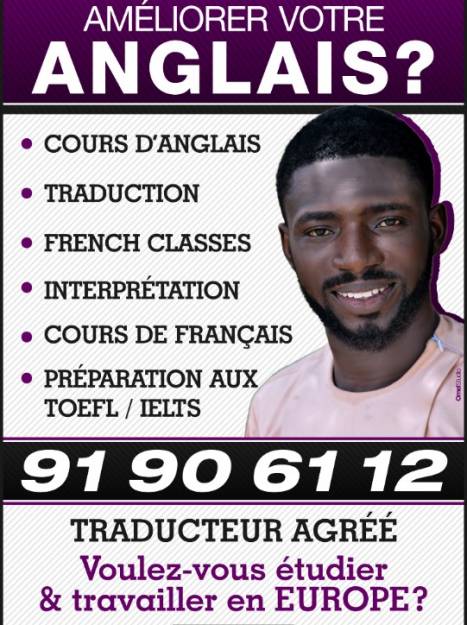 AMÉLIORER VOTRE
ANGLAIS?
• COURS D'ANGLAIS
• TRADUCTION
• FRENCH CLASSES
• INTERPRÉTATION
• COURS DE FRANÇAIS
• PRÉPARATION AUX
TOEFL / IELTS
91 90 61 12
TRADUCTEUR AGRÉÉ
Voulez-vous étudier
& travailler en EUROPE?